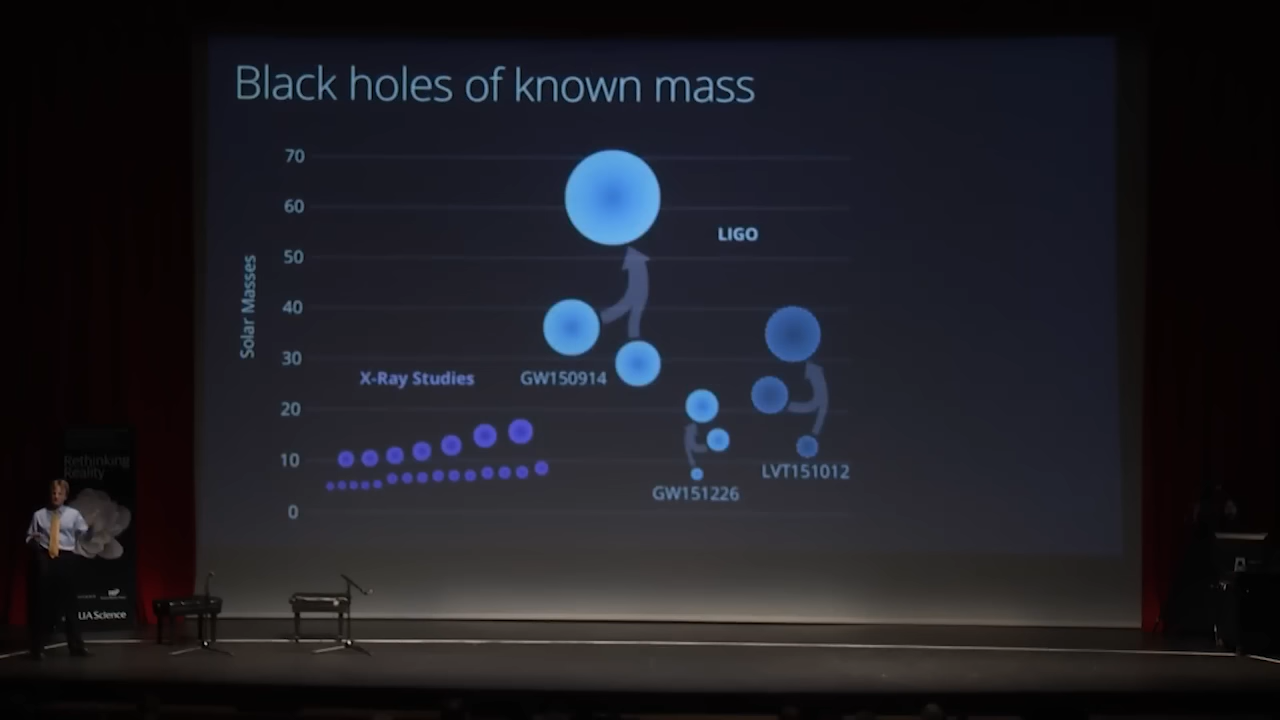 Black holes of known mass
70
60
50
40
30
20
10
0
Solar Masses
LIGO
X-Ray Studies
GW150914
GW151226
LVT151012
Rethinking
Reality
UA Science